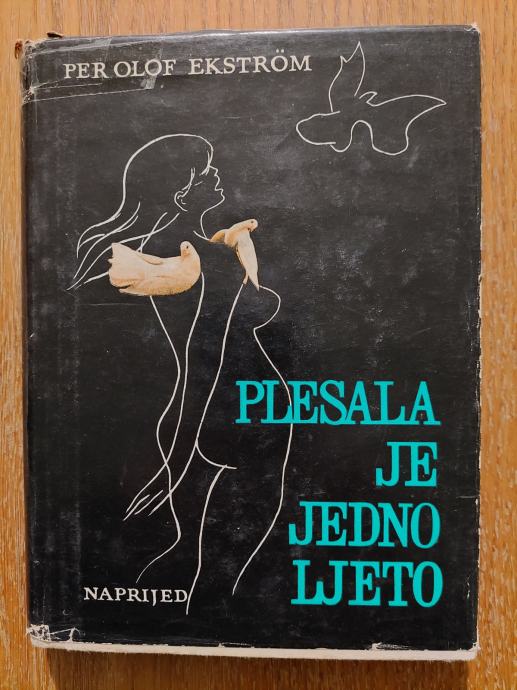 PER OLOF EKSTRÖM
PLESALA
JE
JEDNO
LJETO
NAPRIJED